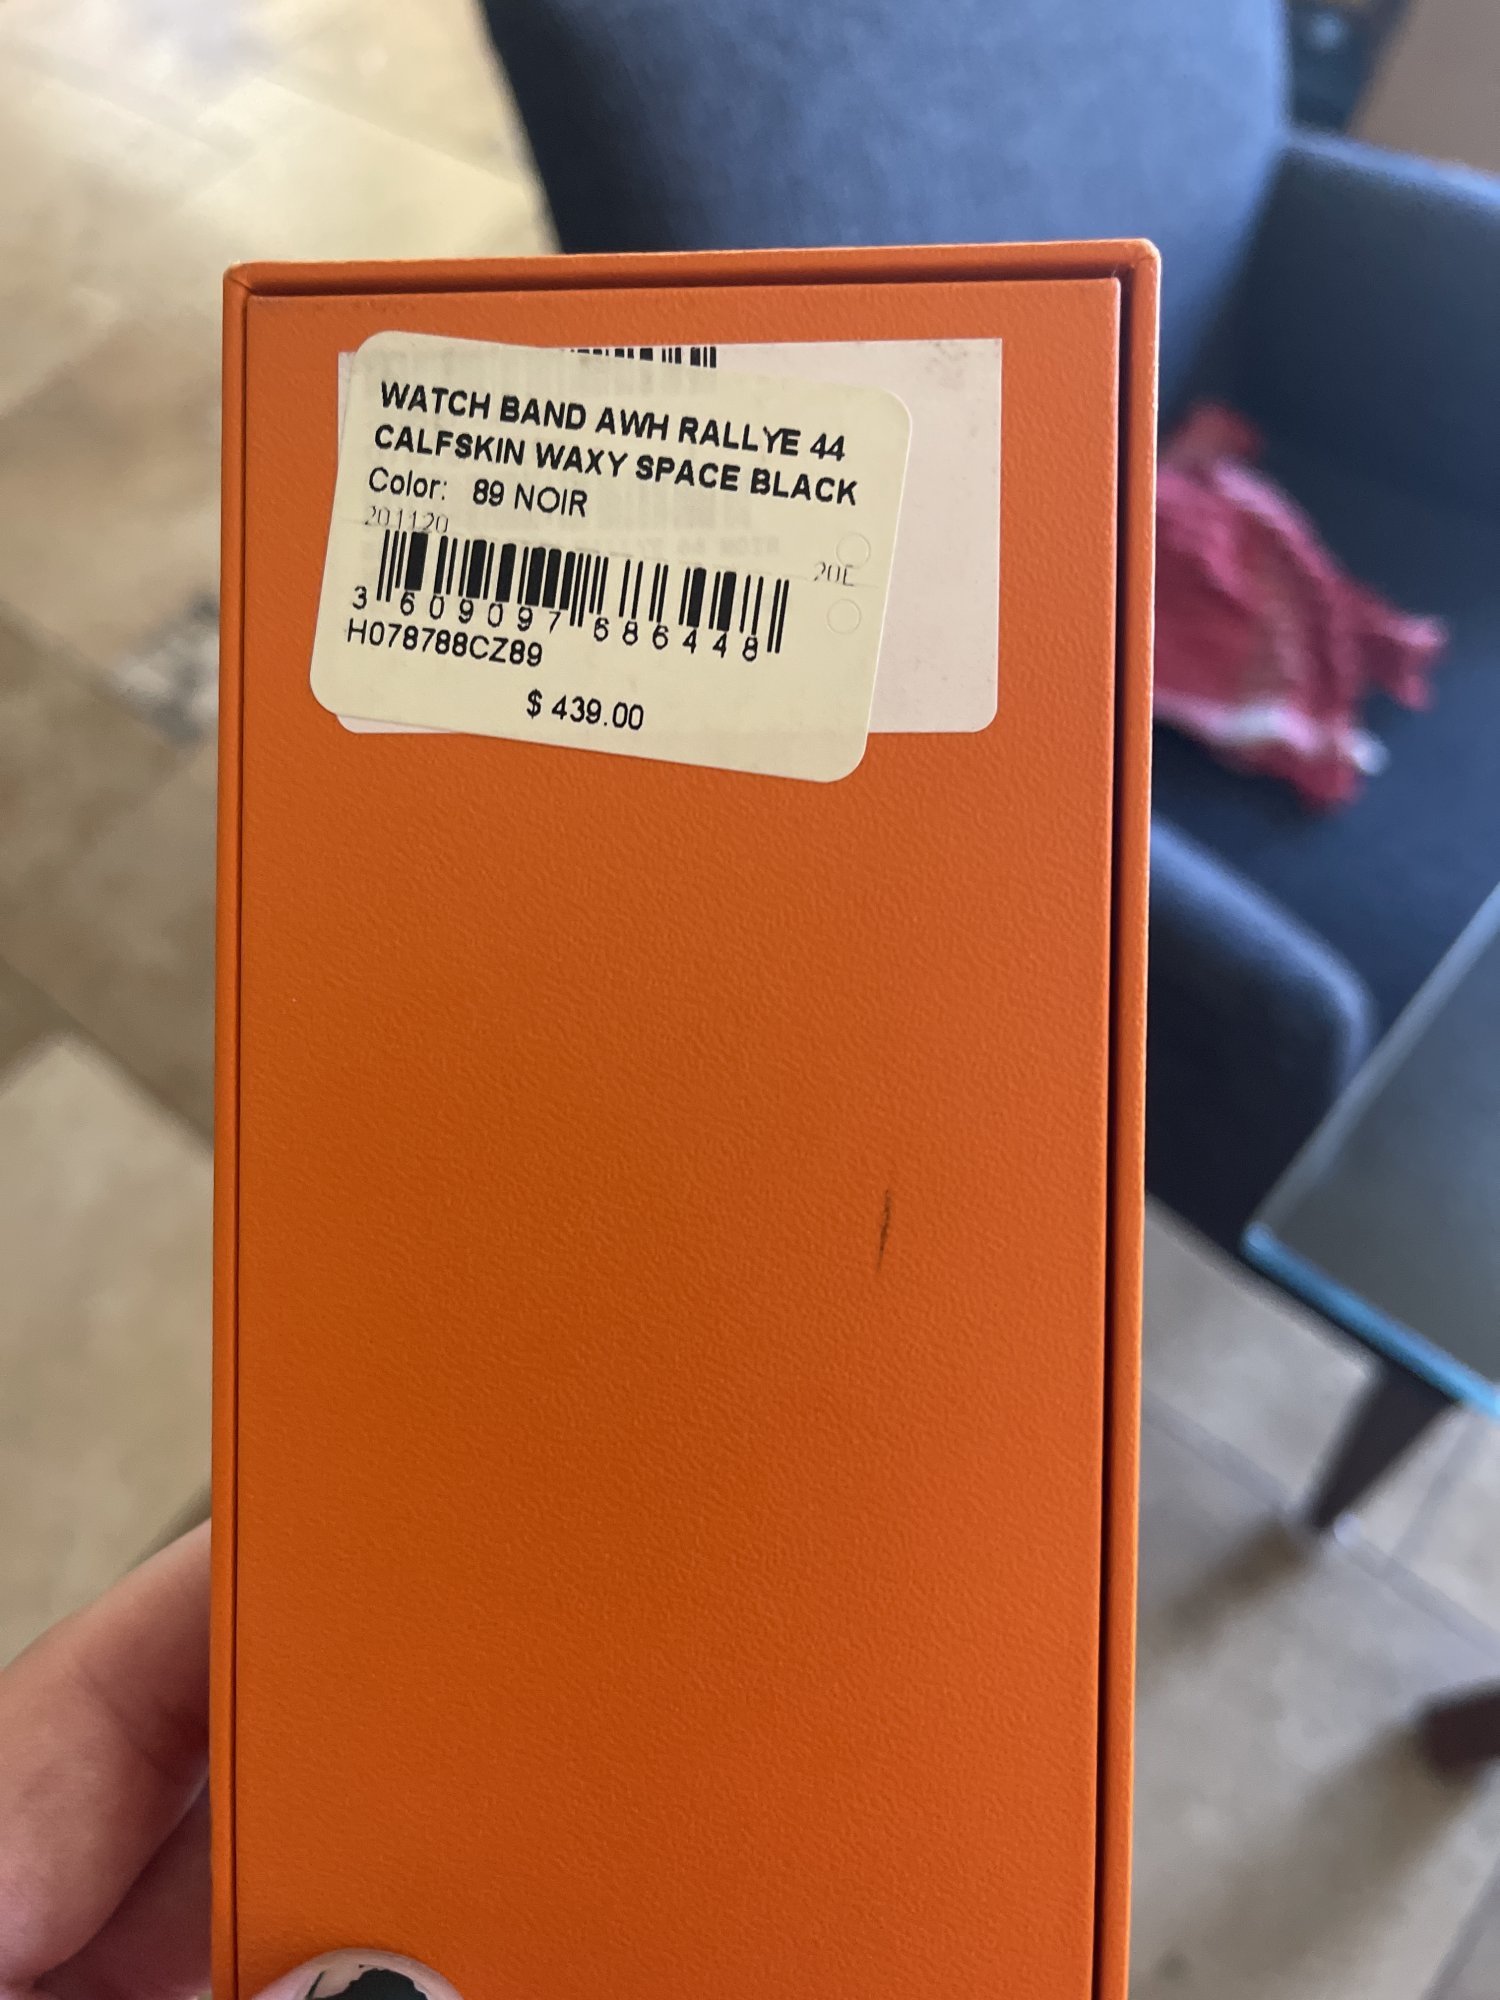 WATCH BAND AWH RALLYE 44
CALFSKIN WAXY SPACE BLACK
Color: 89 NOIR
201120
20E
3 609097 686448
H078788CZ89
$ 439.00